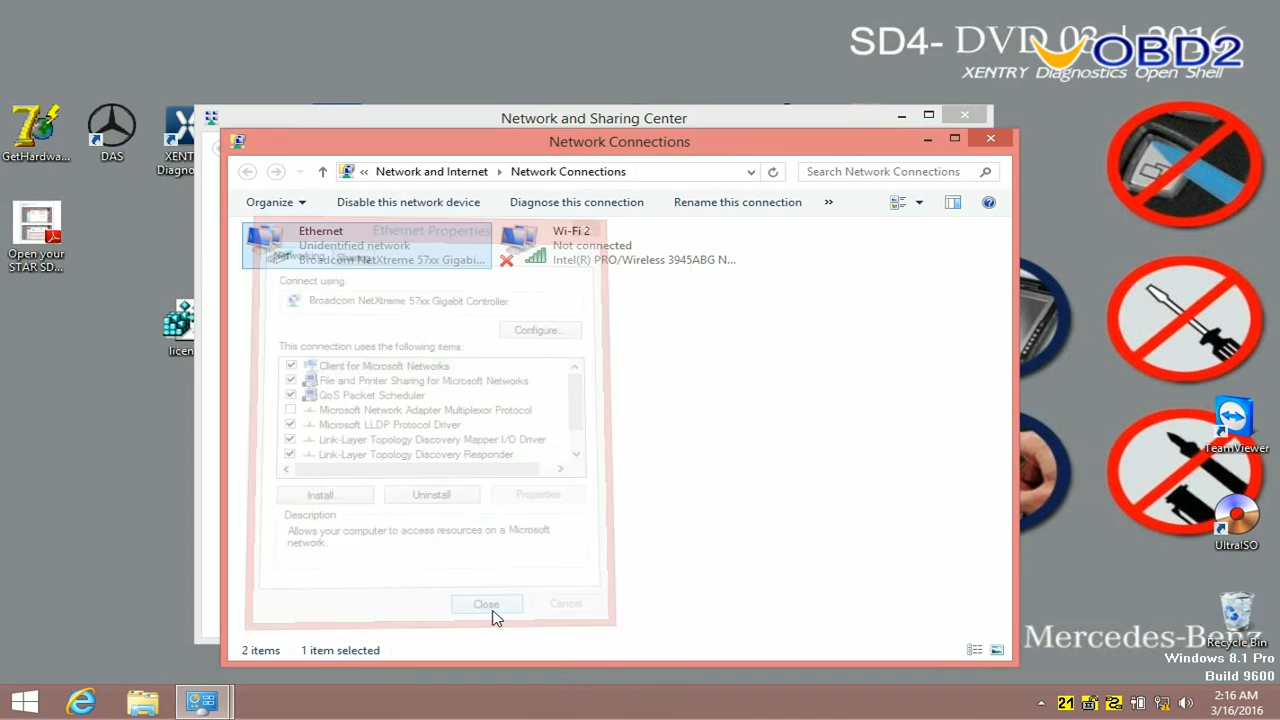 SD4- DVD 03 | 2016
VOBD2
XENTRY Diagnostics Open Shell
GetHardwa...
DAS
XENT
Diagno
Open your
STAR SD...
licen
Network and Sharing Center
Network Connections
« Network and Internet
Network Connections
Search Network Connections
Organize
Disable this network device
Diagnose this connection
Rename this connection
»
Ethernet
Unidentified network
Broadcom NetXtreme 57xx Gigabi...
Wi-Fi 2
Not connected
Intel(R) PRO/Wireless 3945ABG N...
Ethernet Properties
Networking
Sharing
Connect using:
Broadcom NetXtreme 57xx Gigabit Controller
Configure...
This connection uses the following items:
Client for Microsoft Networks
File and Printer Sharing for Microsoft Networks
QoS Packet Scheduler
Microsoft Network Adapter Multiplexor Protocol
Microsoft LLDP Protocol Driver
Link-Layer Topology Discovery Mapper I/O Driver
Link-Layer Topology Discovery Responder
Install...
Uninstall
Properties
Description
Allows your computer to access resources on a Microsoft
network.
Close
Cancel
2 items
1 item selected
TeamViewer
UltraISO
Mercedes-Benz
Recycle Bin
Windows 8.1 Pro
Build 9600
21
2:16 AM
3/16/2016